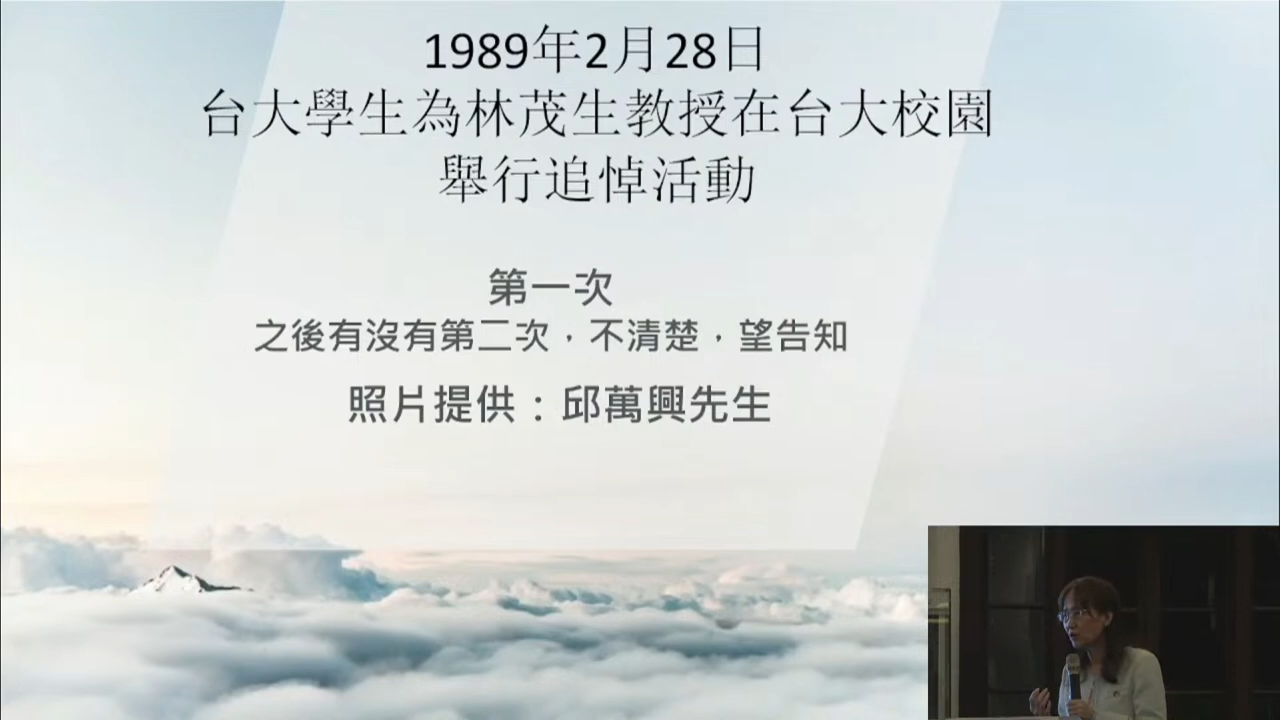 1989年2月28日
台大學生為林茂生教授在台大校園
舉行追悼活動
第一次
之後有沒有第二次，不清楚，望告知
照片提供：邱萬興先生